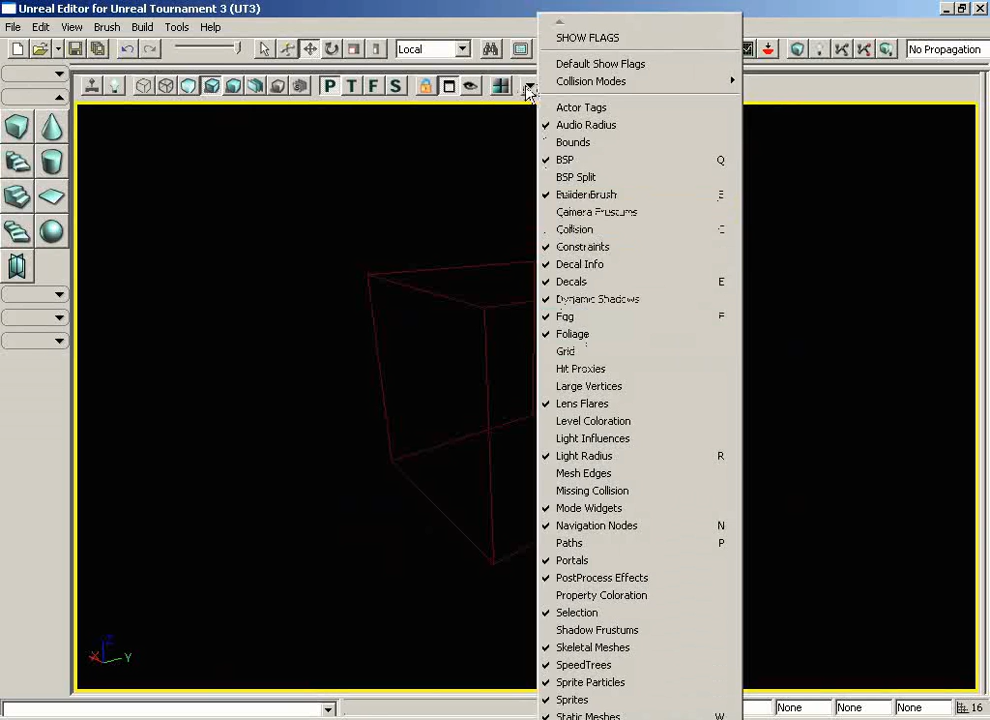 Unreal Editor for Unreal Tournament 3 (UT3)
File Edit View Brush Build Tools Help
Local
No Propagation
P T F S
SHOW FLAGS
Default Show Flags
Collision Modes
Actor Tags
Audio Radius
Bounds
BSP Q
BSP Split
BuilderBrush
Camera Frustums
Collision C
Constraints
Decal Info
Decals E
Dynamic Shadows
Fog F
Foliage
Grid
Hit Proxies
Large Vertices
Lens Flares
Level Coloration
Light Influences
Light Radius R
Mesh Edges
Missing Collision
Mode Widgets
Navigation Nodes N
Paths P
Portals
PostProcess Effects
Property Coloration
Selection
Shadow Frustums
Skeletal Meshes
SpeedTrees
Sprite Particles
Sprites
Static Meshes W
Z
X Y
None None None 16